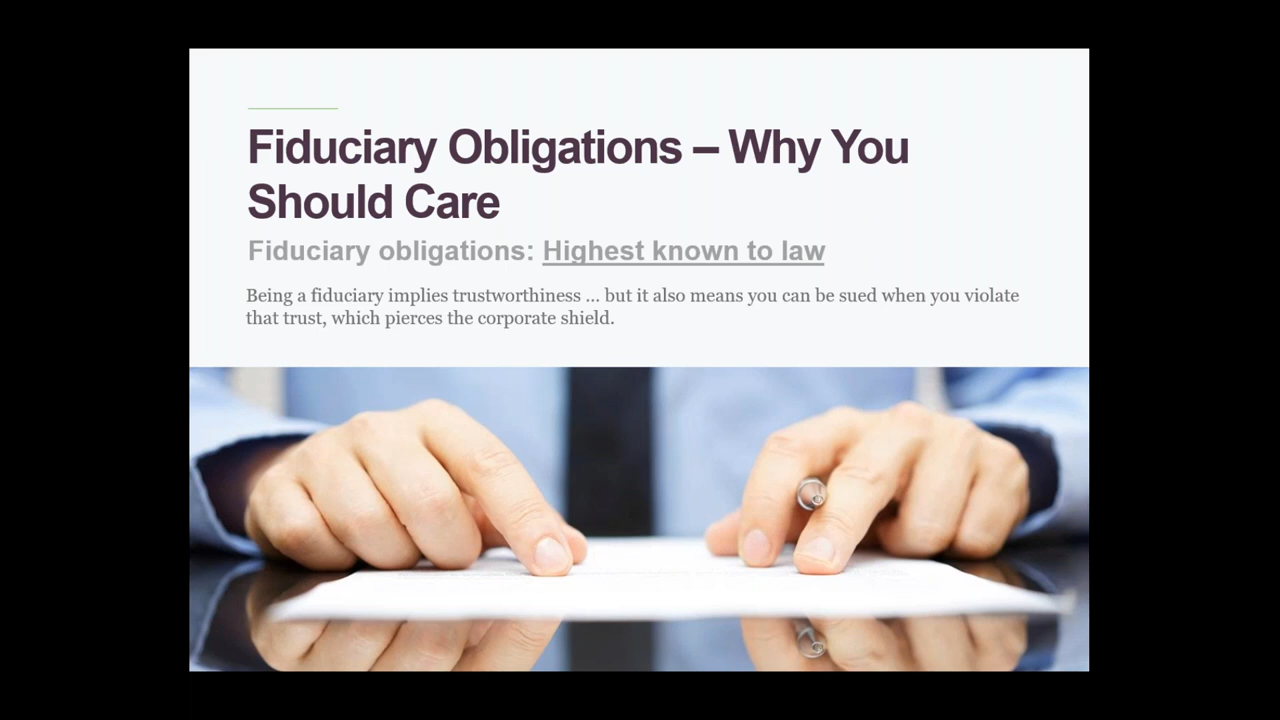 Fiduciary Obligations – Why You
Should Care
Fiduciary obligations: Highest known to law
Being a fiduciary implies trustworthiness ... but it also means you can be sued when you violate
that trust, which pierces the corporate shield.